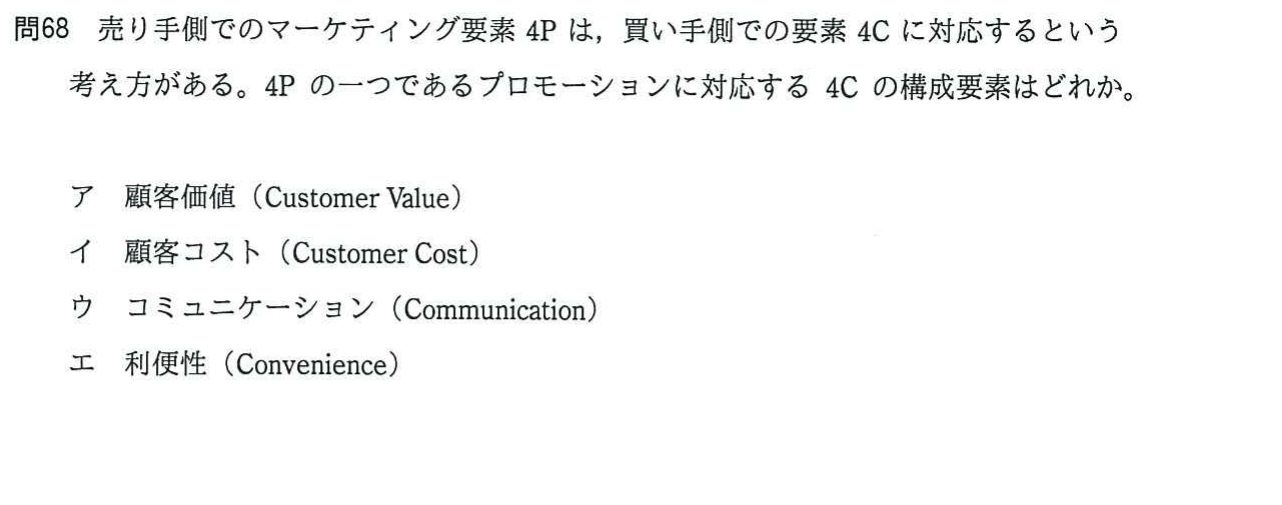 問68 売り手側でのマーケティング要素 4P は，買い手側での要素 4C に対応するという
考え方がある。4P の一つであるプロモーションに対応する 4C の構成要素はどれか。
ア 顧客価値（Customer Value）
イ 顧客コスト（Customer Cost）
ウ コミュニケーション（Communication）
エ 利便性（Convenience）